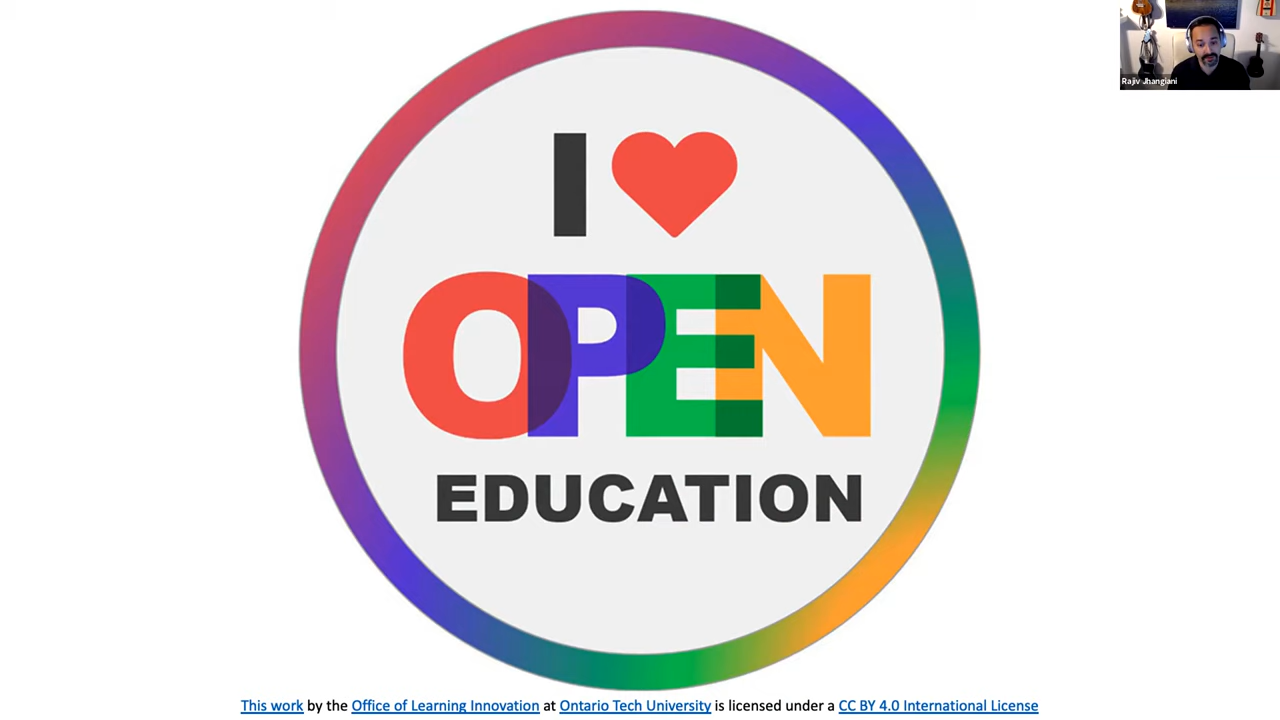 Rajiv Jhangiani
I
OPEN
EDUCATION
This work by the Office of Learning Innovation at Ontario Tech University is licensed under a CC BY 4.0 International License